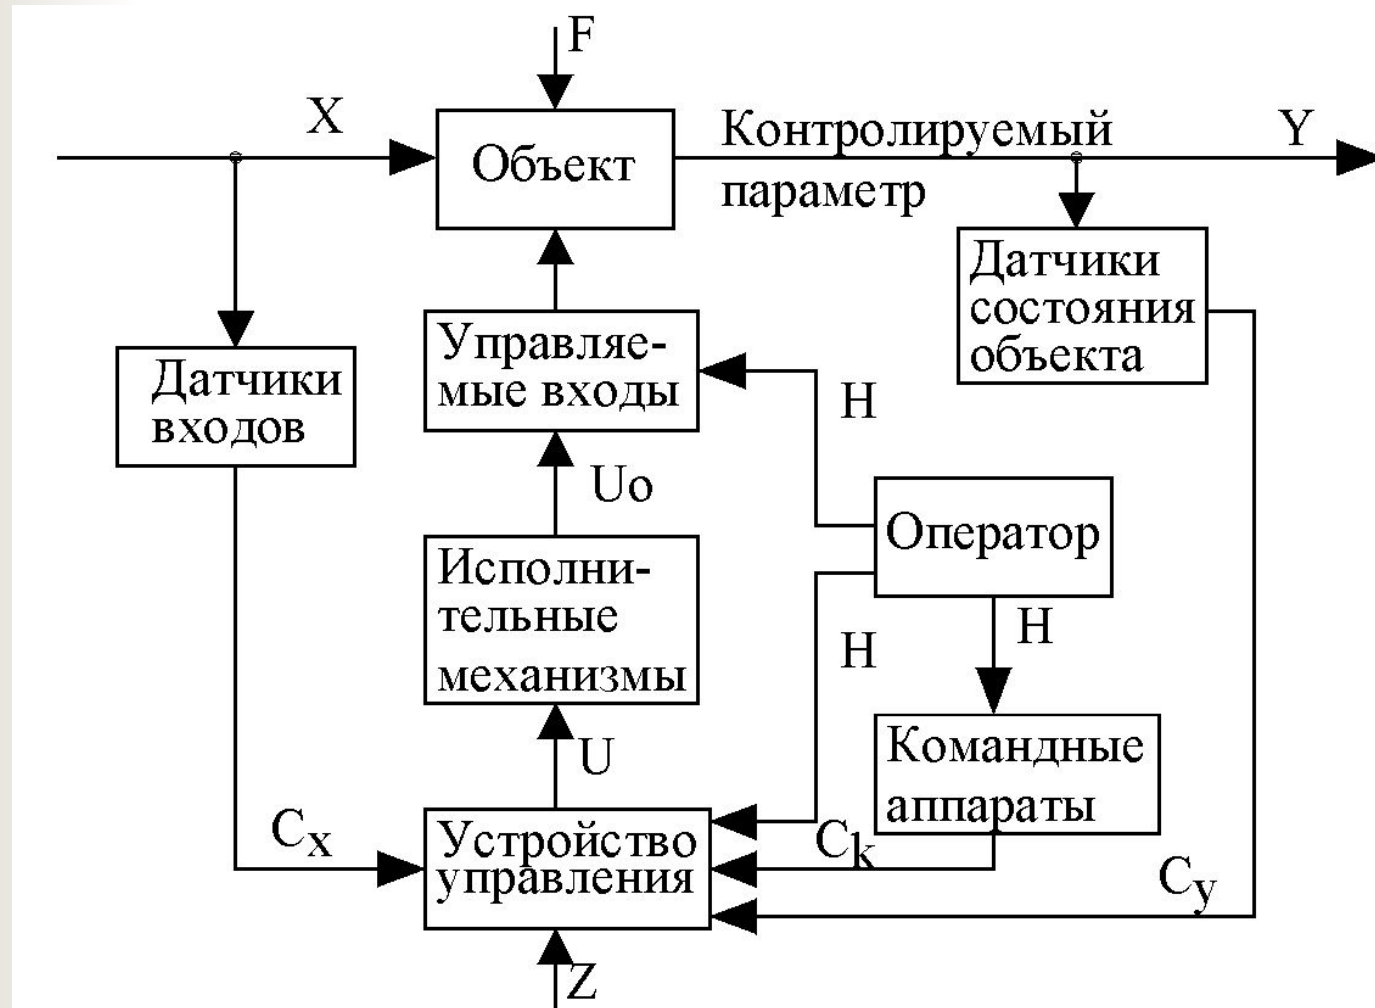 F
X
Контролируемый
Y
Объект
параметр
Датчики
состояния
объекта
Управляе-
мые входы
Датчики
входов
H
Uo
Оператор
Исполни-
тельные
механизмы
H
H
U
Командные
аппараты
Cx
Устройство
управления
Ck
Cy
Z